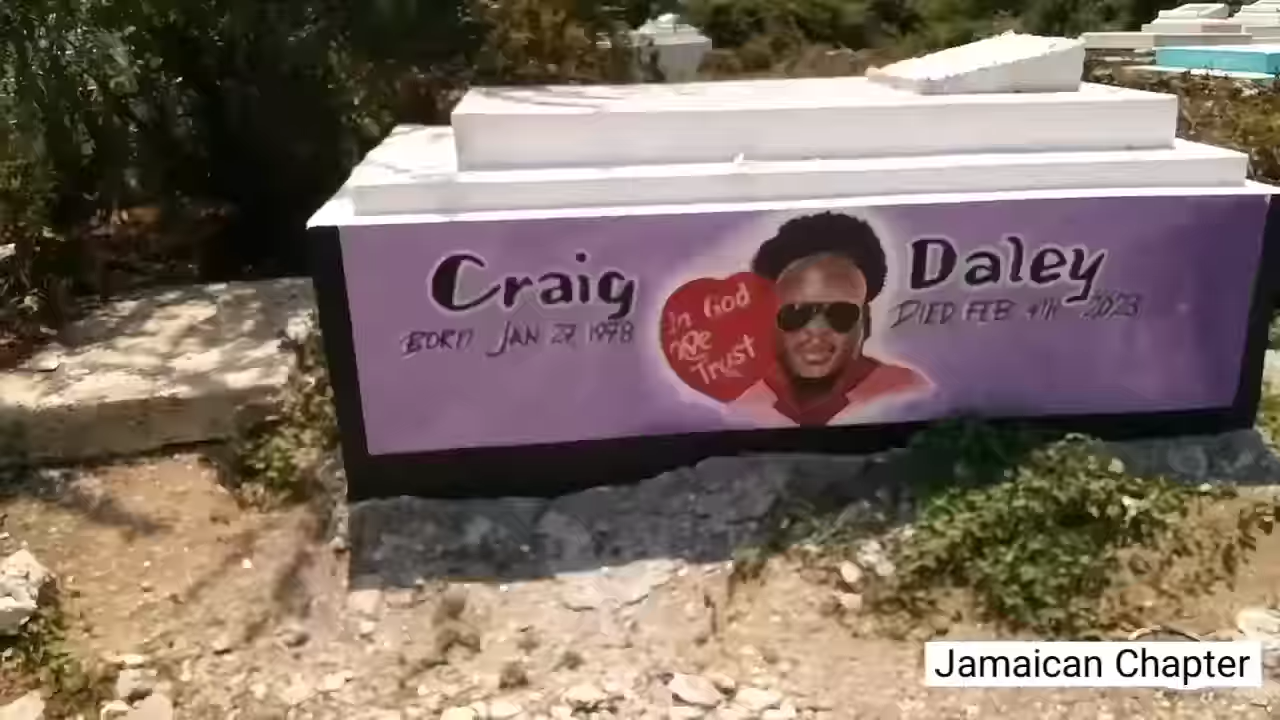 Craig
BORN JAN 27, 1978
In God
We
Trust
Daley
DIED FEB 4TH 2023
Jamaican Chapter